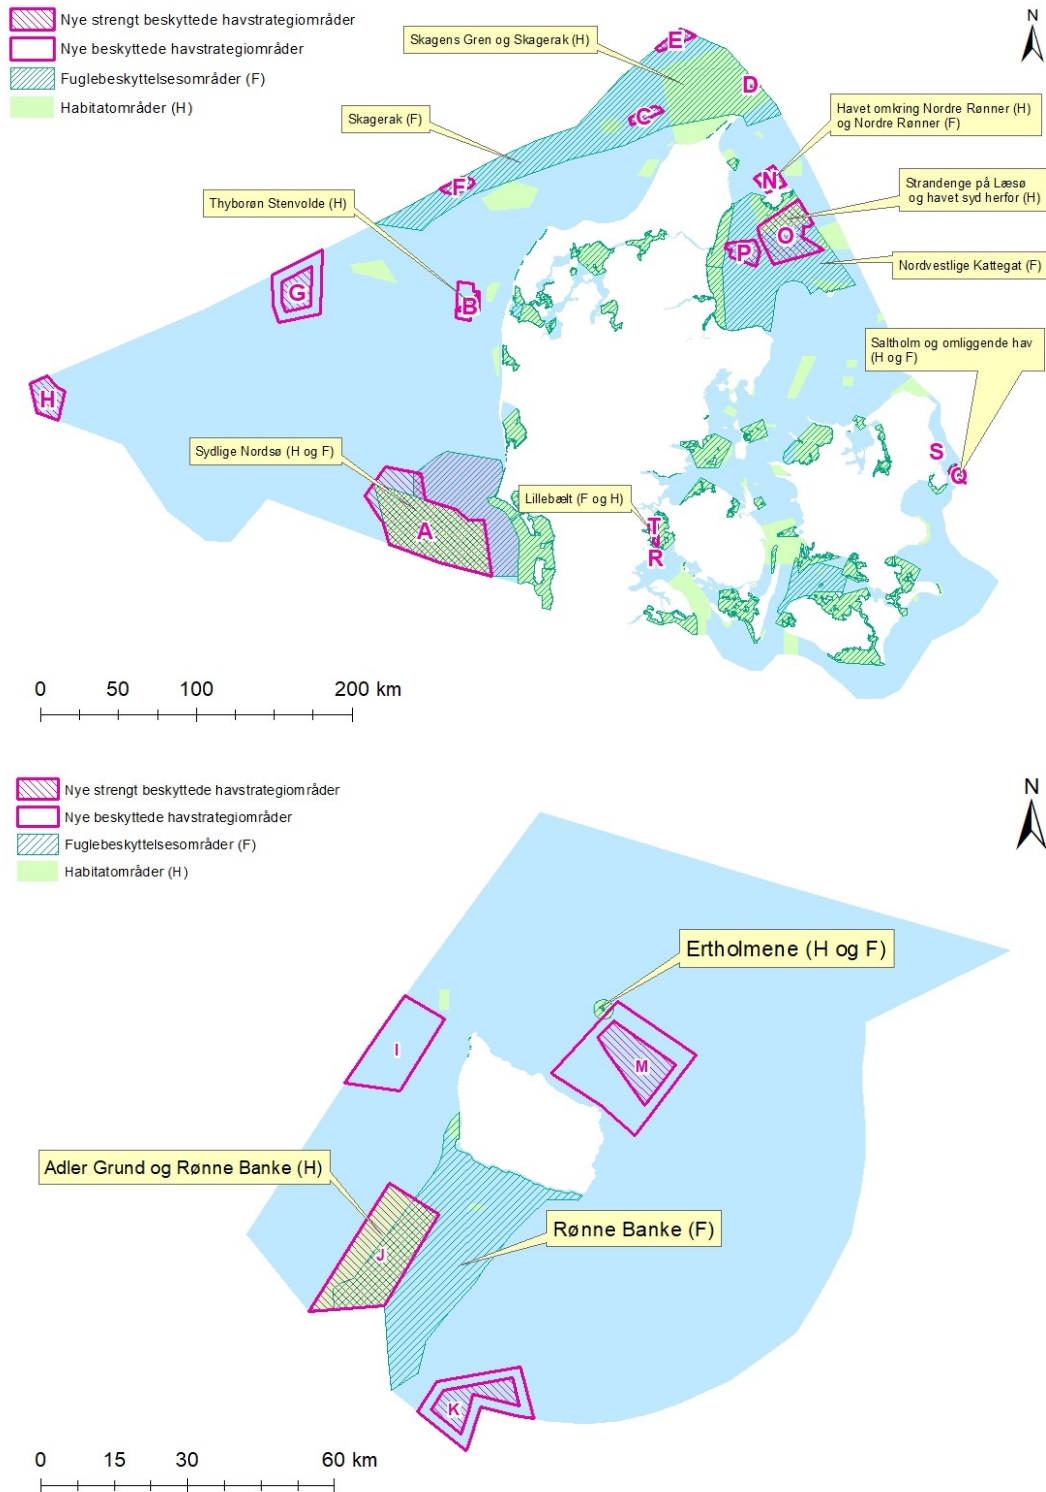 Nye strengt beskyttede havstrategiområder
Nye beskyttede havstrategiområder
Fuglebeskyttelsesområder (F)
Habitatområder (H)
N
Skagens Gren og Skagerak (H)
E
D
Skagerak (F)
C
Havet omkring Nordre Rønner (H)
og Nordre Rønner (F)
F
N
Thyborøn Stenvolde (H)
Strandenge på Læsø
og havet syd herfor (H)
O
P
Nordvestlige Kattegat (F)
G
B
Saltholm og omliggende hav
(H og F)
H
Sydlige Nordsø (H og F)
S
Q
Lillebælt (F og H)
A
T
R
0 50 100 200 km
Nye strengt beskyttede havstrategiområder
Nye beskyttede havstrategiområder
Fuglebeskyttelsesområder (F)
Habitatområder (H)
N
Ertholmene (H og F)
I
M
Adler Grund og Rønne Banke (H)
Rønne Banke (F)
J
K
0 15 30 60 km